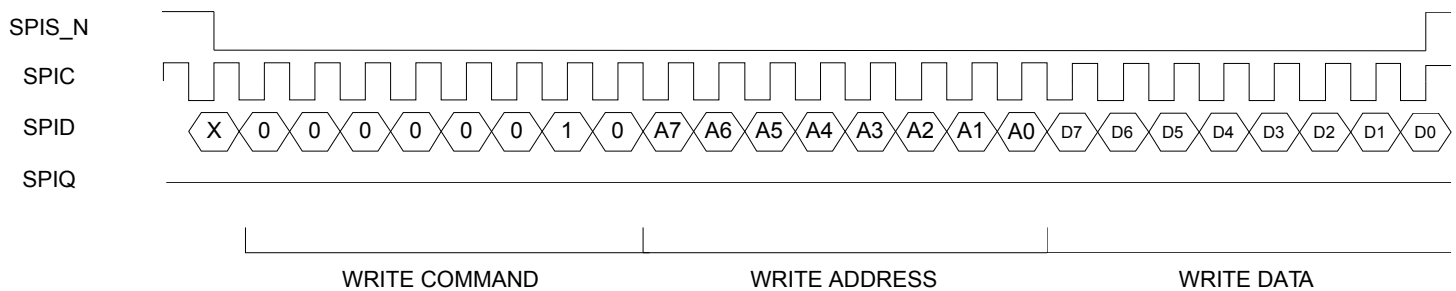 SPIS_N
SPIC
SPID X 0 0 0 0 0 0 1 0 A7 A6 A5 A4 A3 A2 A1 A0 D7 D6 D5 D4 D3 D2 D1 D0
SPIQ
WRITE COMMAND WRITE ADDRESS WRITE DATA